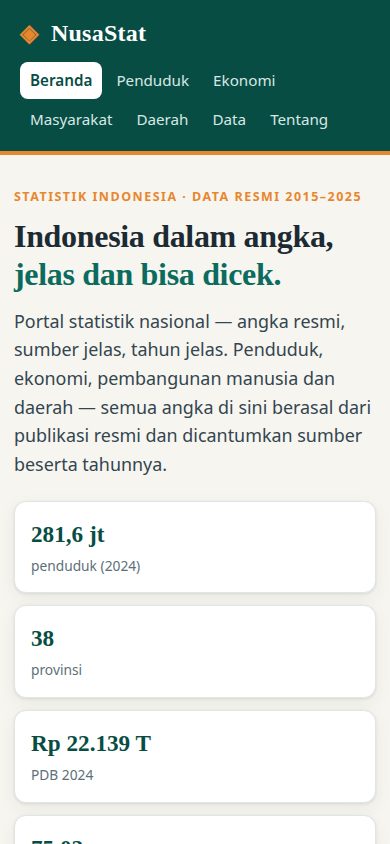 NusaStat
Beranda
Penduduk
Ekonomi
Masyarakat
Daerah
Data
Tentang
STATISTIK INDONESIA · DATA RESMI 2015–2025
Indonesia dalam angka,
jelas dan bisa dicek.
Portal statistik nasional — angka resmi,
sumber jelas, tahun jelas. Penduduk,
ekonomi, pembangunan manusia dan
daerah — semua angka di sini berasal dari
publikasi resmi dan dicantumkan sumber
beserta tahunnya.
281,6 jt
penduduk (2024)
38
provinsi
Rp 22.139 T
PDB 2024